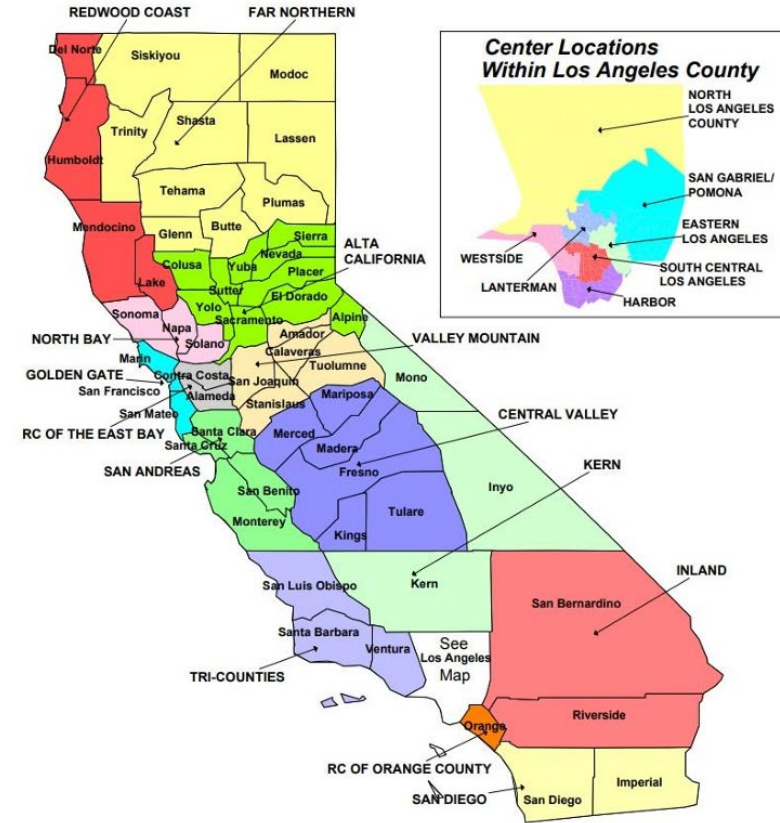 REDWOOD COAST
FAR NORTHERN
Del Norte
Siskiyou
Modoc
Trinity
Shasta
Lassen
Humboldt
Tehama
Plumas
Mendocino
Glenn
Butte
Sierra
Colusa
Yuba
Nevada
Placer
ALTA
CALIFORNIA
Lake
Sutter
Yolo
El Dorado
Sonoma
Napa
Sacramento
Alpine
Solano
Amador
NORTH BAY
Calaveras
VALLEY MOUNTAIN
Marin
Tuolumne
GOLDEN GATE
Contra Costa
San Joaquin
Mono
San Francisco
Alameda
Mariposa
San Mateo
Stanislaus
CENTRAL VALLEY
RC OF THE EAST BAY
Santa Clara
Merced
Santa Cruz
Madera
SAN ANDREAS
Fresno
KERN
San Benito
Inyo
Monterey
Tulare
Kings
INLAND
San Luis Obispo
Kern
San Bernardino
Santa Barbara
See
Los Angeles
Map
Ventura
TRI-COUNTIES
Orange
Riverside
RC OF ORANGE COUNTY
SAN DIEGO
San Diego
Imperial
Center Locations
Within Los Angeles County
NORTH
LOS ANGELES
COUNTY
SAN GABRIEL/
POMONA
EASTERN
LOS ANGELES
WESTSIDE
SOUTH CENTRAL
LOS ANGELES
LANTERMAN
HARBOR